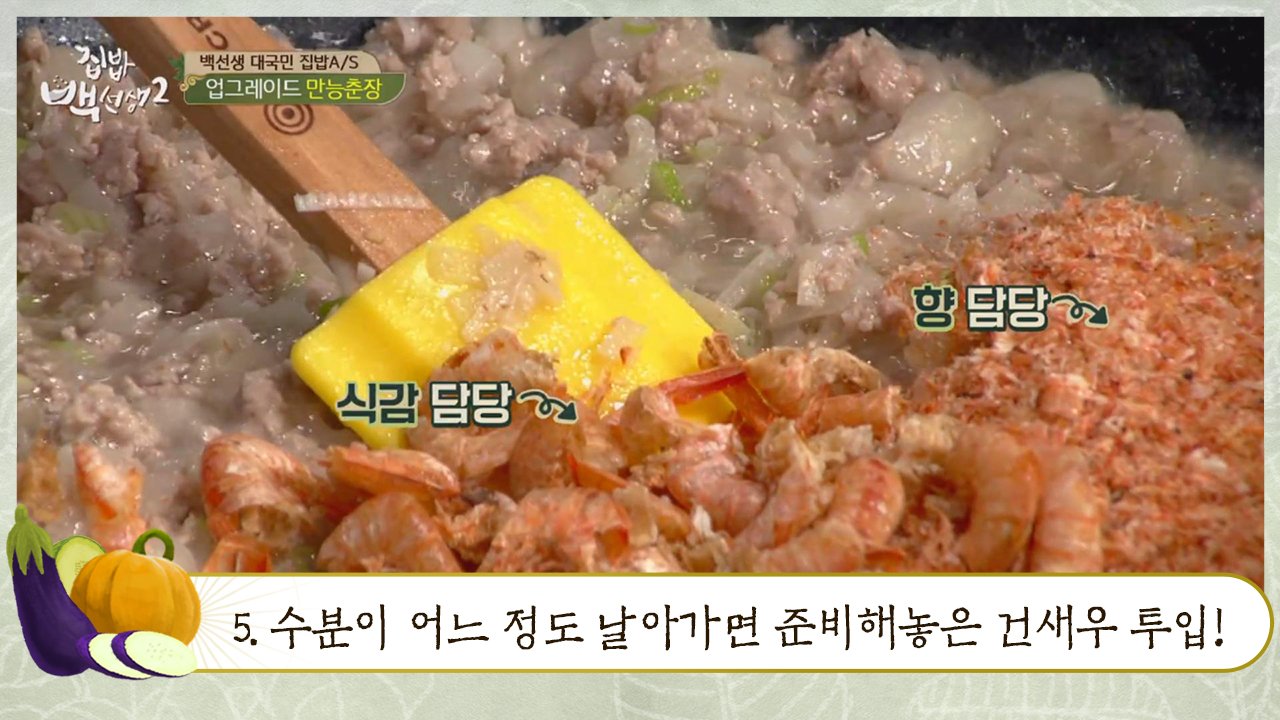 집밥
백선생2
백선생 대국민 집밥A/S
업그레이드 만능춘장
향 담당
식감 담당
5. 수분이 어느 정도 날아가면 준비해놓은 건새우 투입!